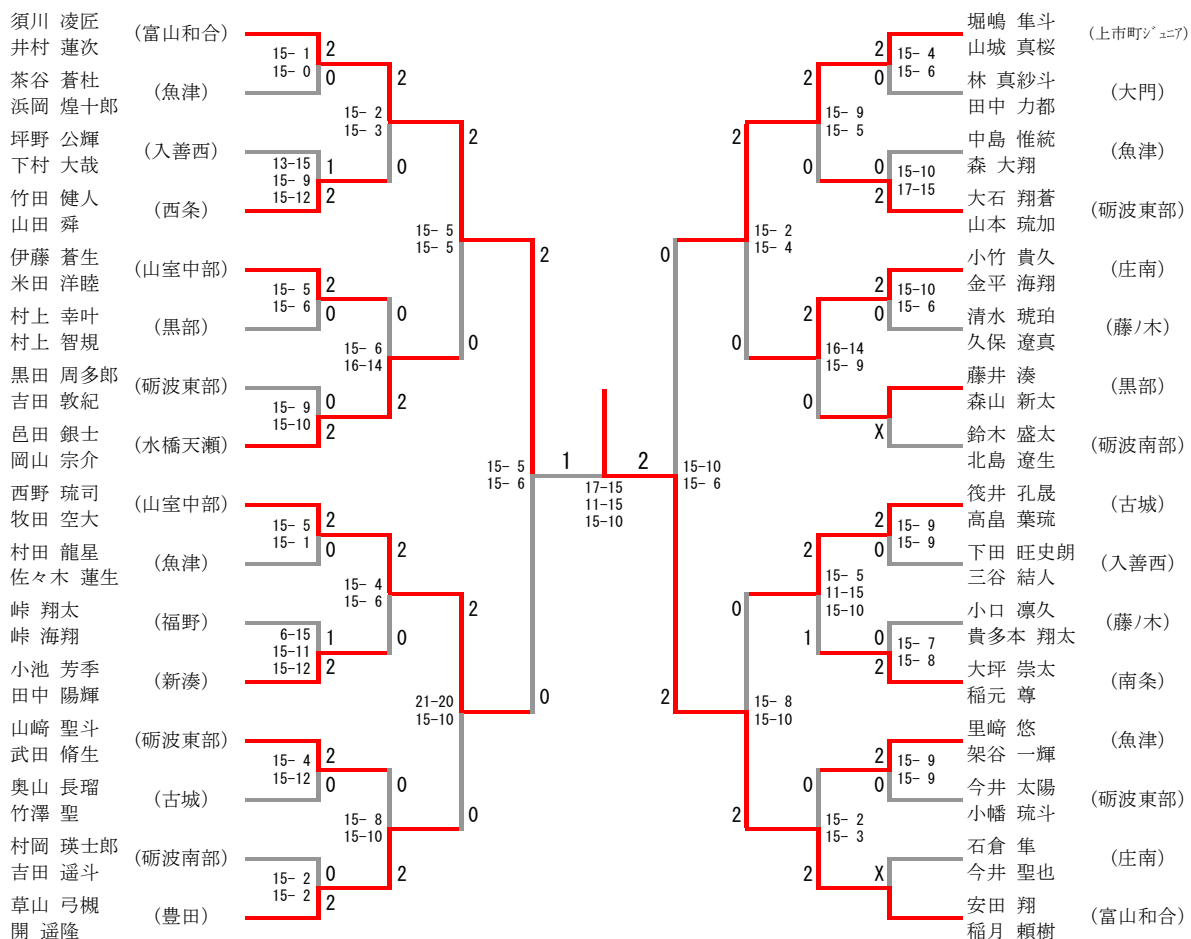 須川 凌匠
井村 蓮次
(富山和合)
茶谷 蒼杜
浜岡 煌十郎
(魚津)
坪野 公輝
下村 大哉
(入善西)
竹田 健人
山田 舜
(西条)
伊藤 蒼生
米田 洋睦
(山室中部)
村上 幸叶
村上 智規
(黒部)
黒田 周多郎
吉田 敦紀
(砺波東部)
邑田 銀士
岡山 宗介
(水橋天瀬)
西野 琉司
牧田 空大
(山室中部)
村田 龍星
佐々木 蓮生
(魚津)
峠 翔太
峠 海翔
(福野)
小池 芳季
田中 陽輝
(新湊)
山﨑 聖斗
武田 脩生
(砺波東部)
奥山 長瑠
竹澤 聖
(古城)
村岡 瑛士郎
吉田 遥斗
(砺波南部)
草山 弓槻
開 遥隆
(豊田)
15- 1
15- 0
2
0
13-15
15- 9
15-12
1
2
15- 5
15- 6
2
0
15- 9
15-10
0
2
15- 5
15- 1
2
0
6-15
15-11
15-12
1
2
15- 4
15-12
2
0
15- 2
15- 2
0
2
15- 2
15- 3
2
0
15- 6
16-14
0
2
15- 4
15- 6
2
0
15- 8
15-10
0
2
15- 5
15- 5
2
0
21-20
15-10
2
0
15- 5
15- 6
2
0
1
2
17-15
11-15
15-10
15-10
15- 6
0
2
15- 2
15- 4
2
0
15- 8
15-10
0
2
15- 9
15- 5
2
0
16-14
15- 9
2
0
15- 5
11-15
15-10
2
1
15- 2
15- 3
0
2
15- 4
15- 6
2
0
15-10
17-15
0
2
15-10
15- 6
2
0
X
15- 9
15- 9
2
0
15- 7
15- 8
0
2
15- 9
15- 9
2
0
X
堀嶋 隼斗
山城 真桜
(上市町ジュニア)
林 真紗斗
田中 力都
(大門)
中島 惟統
森 大翔
(魚津)
大石 翔蒼
山本 琉加
(砺波東部)
小竹 貴久
金平 海翔
(庄南)
清水 琥珀
久保 遼真
(藤ノ木)
藤井 湊
森山 新太
(黒部)
鈴木 盛太
北島 遼生
(砺波南部)
筏井 孔晟
高畠 葉琉
(古城)
下田 旺史朗
三谷 結人
(入善西)
小口 凛久
貴多本 翔太
(藤ノ木)
大坪 崇太
稲元 尊
(南条)
里﨑 悠
架谷 一輝
(魚津)
今井 太陽
小幡 琉斗
(砺波東部)
石倉 隼
今井 聖也
(庄南)
安田 翔
稲月 頼樹
(富山和合)